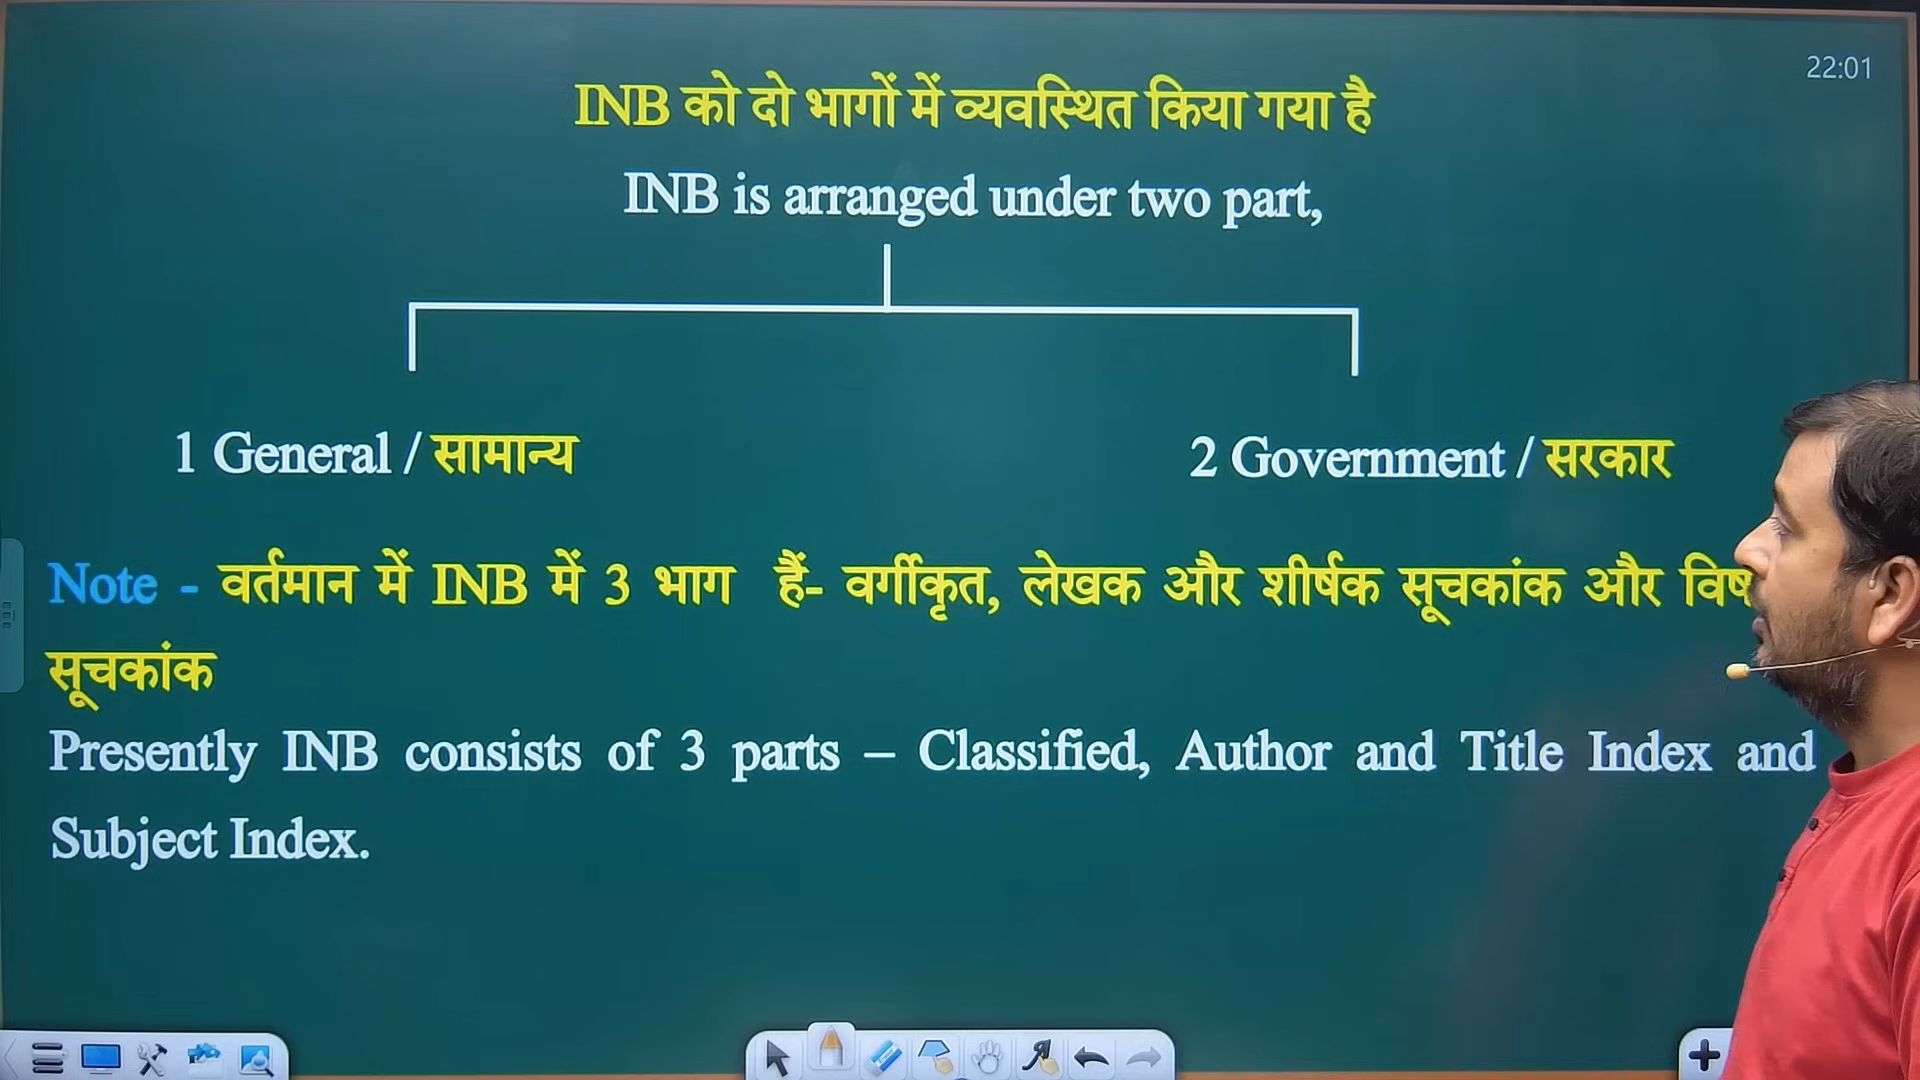 22:01
INB को दो भागों में व्यवस्थित किया गया है
INB is arranged under two part,
1 General / सामान्य
2 Government / सरकार
Note - वर्तमान में INB में 3 भाग हैं- वर्गीकृत, लेखक और शीर्षक सूचकांक और
सूचकांक
Presently INB consists of 3 parts – Classified, Author and Title Index and
Subject Index.